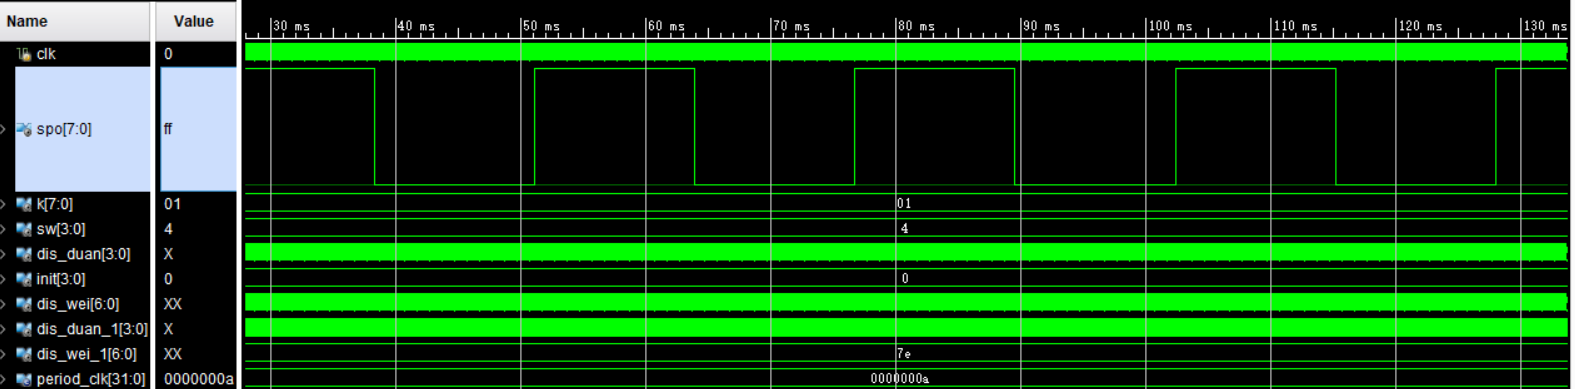 Name Value 30 ms 40 ms 50 ms 60 ms 70 ms 80 ms 90 ms 100 ms 110 ms 120 ms 130 ms
clk 0
spo[7:0] ff
k[7:0] 01 01
sw[3:0] 4 4
dis_duan[3:0] X
init[3:0] 0 0
dis_wei[6:0] XX
dis_duan_1[3:0] X
dis_wei_1[6:0] XX 7e
period_clk[31:0] 0000000a 0000000a